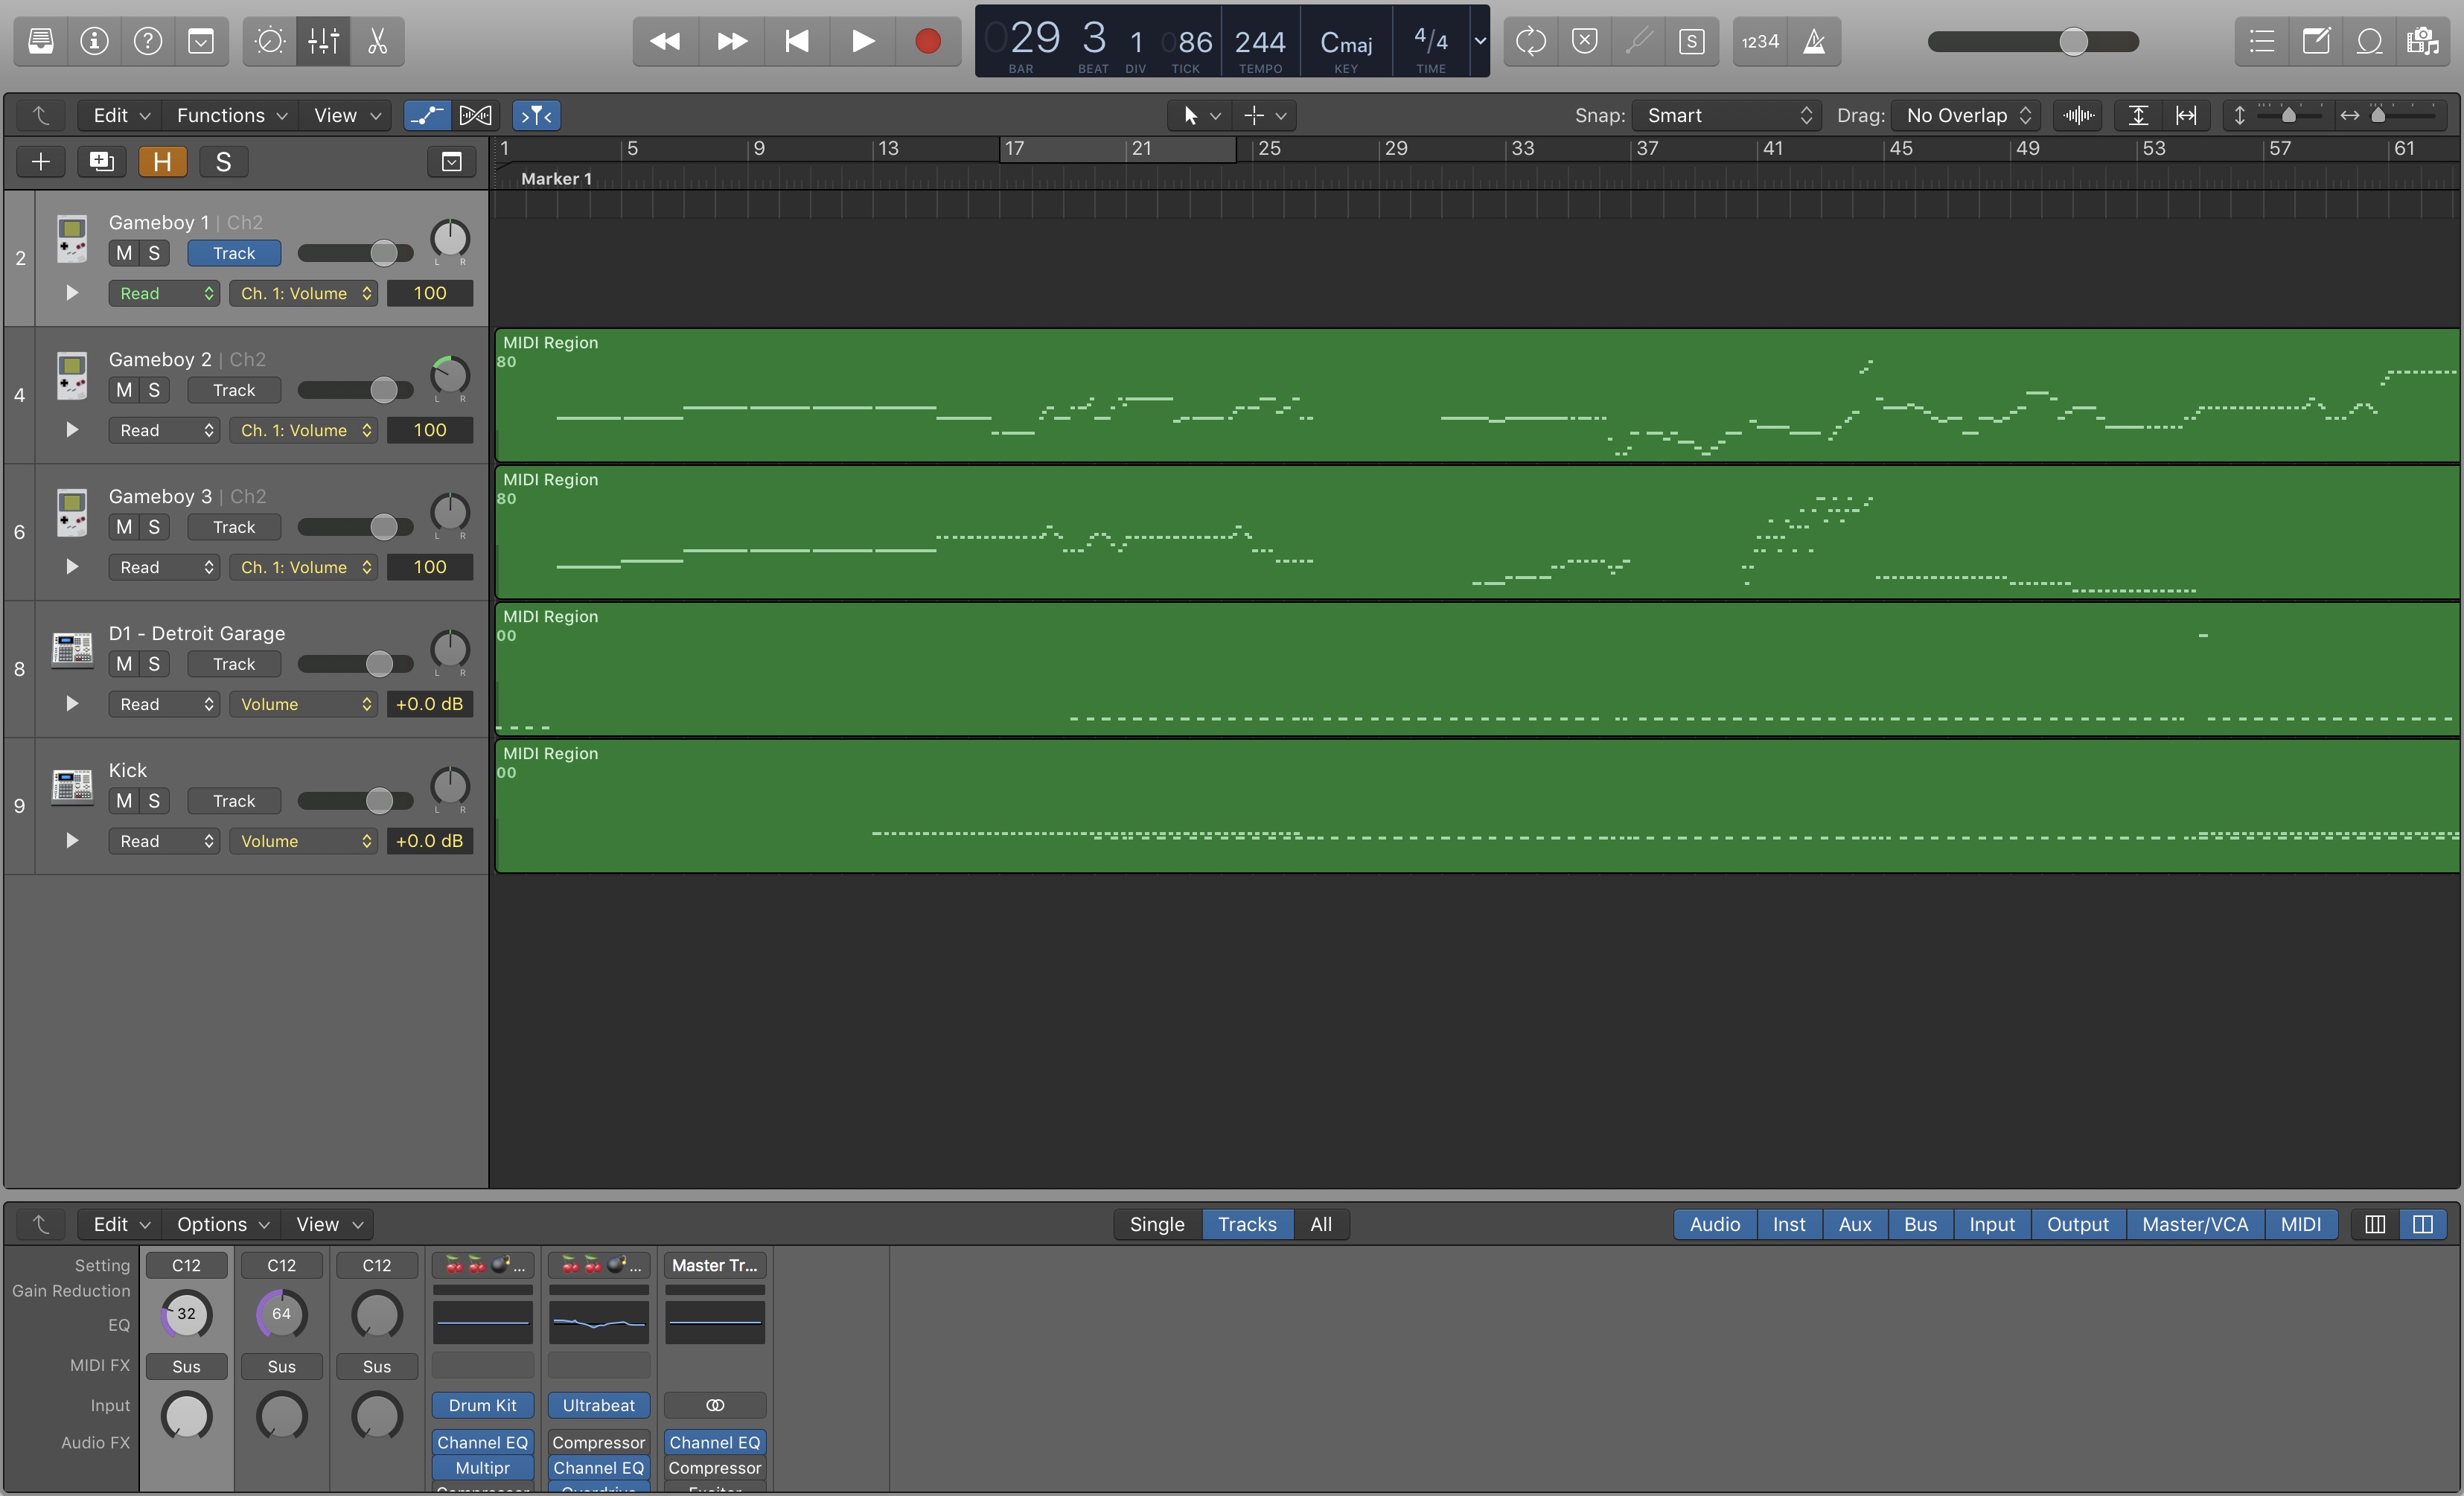 029 3 1 086 244 Cmaj 4/4
BAR BEAT DIV TICK TEMPO KEY TIME
S
1234
Edit Functions View
Snap: Smart Drag: No Overlap
H S
1 5 9 13 17 21 25 29 33 37 41 45 49 53 57 61
Marker 1
2
Gameboy 1 | Ch2
M S Track
L R
Read Ch. 1: Volume 100
4
Gameboy 2 | Ch2
M S Track
L R
Read Ch. 1: Volume 100
MIDI Region
80
6
Gameboy 3 | Ch2
M S Track
L R
Read Ch. 1: Volume 100
MIDI Region
80
8
D1 - Detroit Garage
M S Track
L R
Read Volume +0.0 dB
MIDI Region
00
9
Kick
M S Track
L R
Read Volume +0.0 dB
MIDI Region
00
Edit Options View
Single Tracks All
Audio Inst Aux Bus Input Output Master/VCA MIDI
Setting C12 C12 C12 🍒🍒💣... 🍒🍒💣... Master Tr...
Gain Reduction
EQ 32 64
MIDI FX Sus Sus Sus
Input Drum Kit Ultrabeat
Audio FX Channel EQ Compressor Channel EQ
Multipr Channel EQ Compressor
Compressor Overdrive Exciter